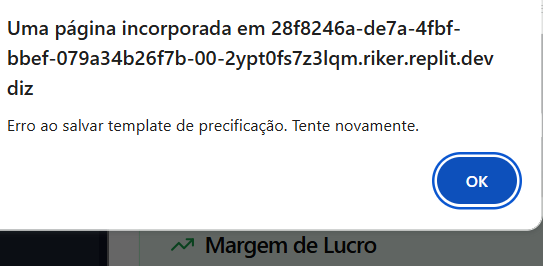 Uma página incorporada em 28f8246a-de7a-4fbf-
bbef-079a34b26f7b-00-2ypt0fs7z3lqm.riker.replit.dev
diz
Erro ao salvar template de precificação. Tente novamente.
OK
Margem de Lucro